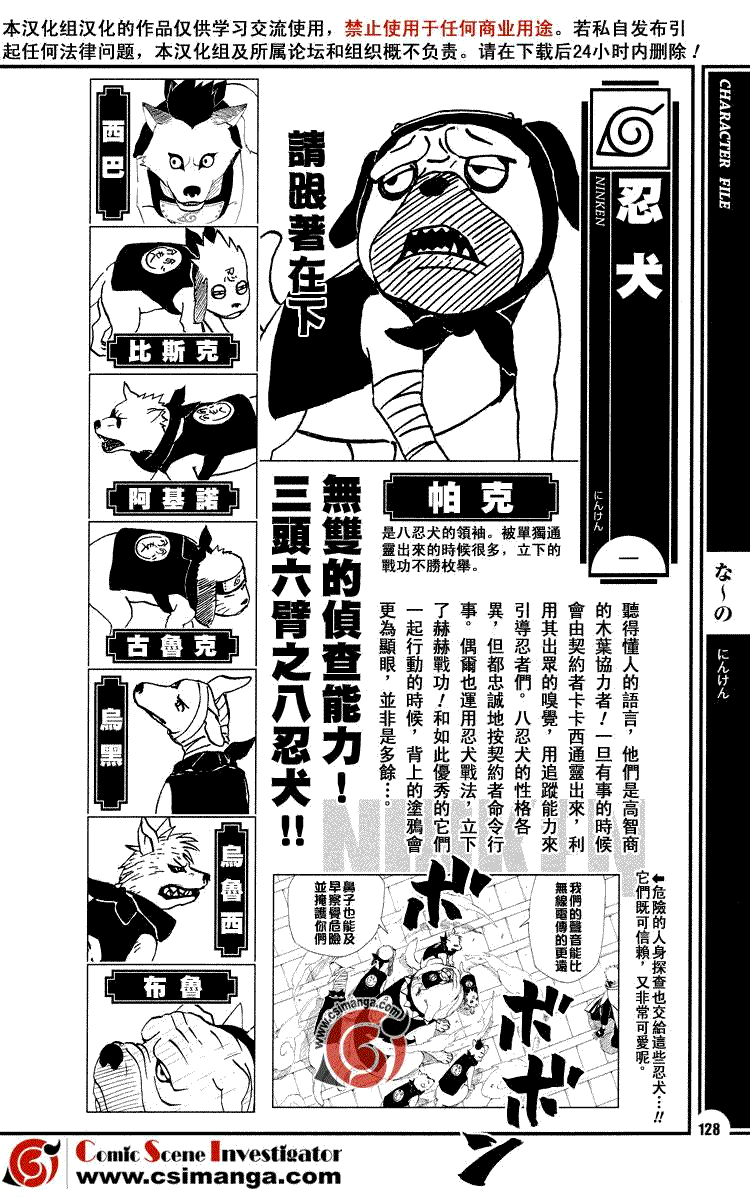 本汉化组汉化的作品仅供学习交流使用，禁止使用于任何商业用途。若私自发布引
起任何法律问题，本汉化组及所属论坛和组织概不负责。请在下载后24小时内删除！
CHARACTER FILE
忍犬
NINKEN
にんけん
一
な～の
にんけん
請跟著在下
帕克
是八忍犬的領袖。被單獨通
靈出來的時候很多，立下的
戰功不勝枚舉。
聽得懂人的語言，他們是高智商
的木葉協力者！一旦有事的時候
會由契約者卡卡西通靈出來，利
用其出眾的嗅覺，用追蹤能力來
引導忍者們。八忍犬的性格各
異，但都忠誠地按契約者命令行
事。偶爾也運用忍犬戰法，立下
了赫赫戰功！和如此優秀的它們
一起行動的時候，背上的塗鴉會
更為顯眼，並非是多餘…。
無雙的偵查能力！
三頭六臂之八忍犬!!
NINKEN
西巴
比斯克
阿基諾
古魯克
烏黑
烏魯西
布魯
⬅危險的人身探查也交給這些忍犬…!!
它們既可信賴，又非常可愛呢。
我們的聲音能比
無線電傳的更遠
鼻子也能及
早察覺危險
並掩護你們
ボ
ボ
ボン
www.csimanga.com
128
Comic Scene Investigator
www.csimanga.com